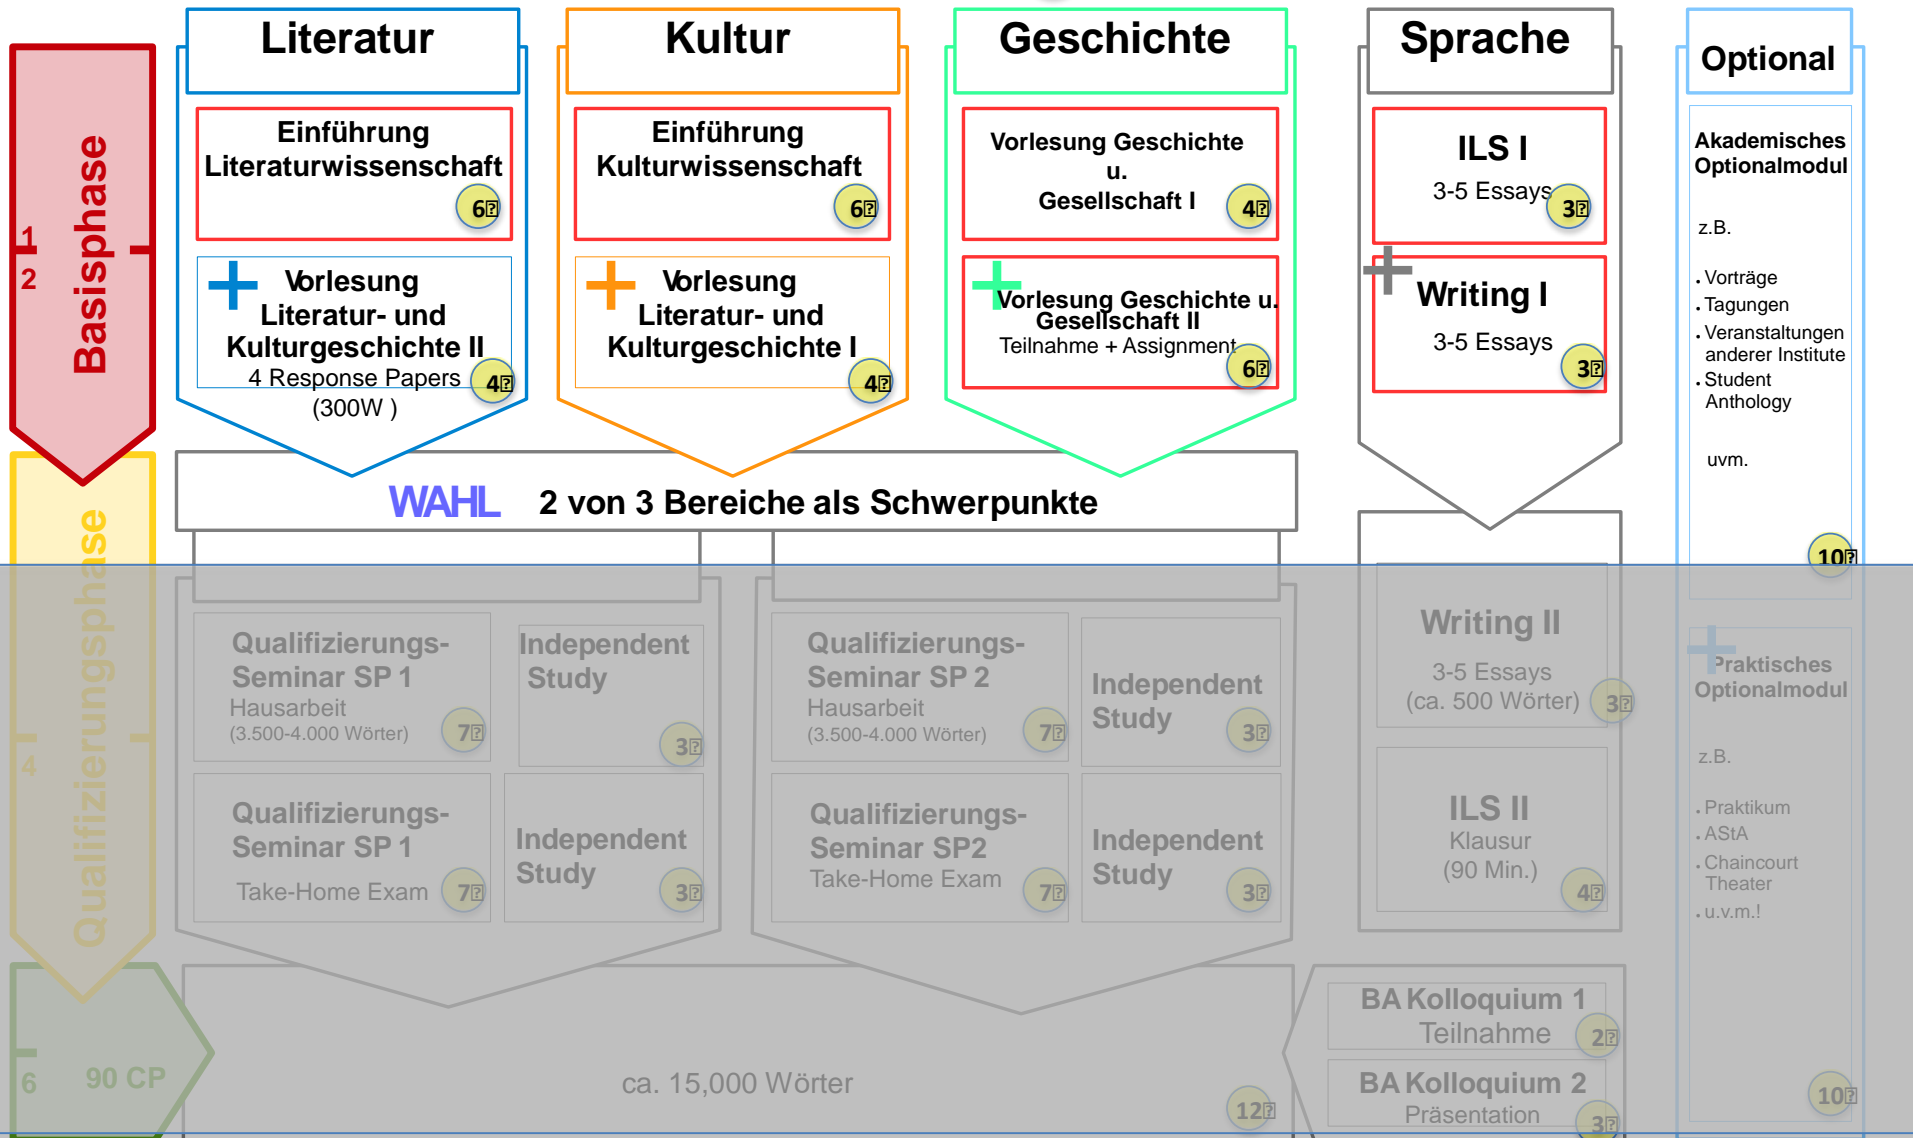 Literatur
Kultur
Geschichte
Sprache
Optional
Basisphase
1
2
Einführung
Literaturwissenschaft
6
Vorlesung
Literatur- und
Kulturgeschichte II
4 Response Papers
(300W )
4
Einführung
Kulturwissenschaft
6
Vorlesung
Literatur- und
Kulturgeschichte I
4
Vorlesung Geschichte
u.
Gesellschaft I
4
Vorlesung Geschichte u.
Gesellschaft II
Teilnahme + Assignment
6
ILS I
3-5 Essays
3
Writing I
3-5 Essays
3
Akademisches
Optionalmodul
z.B.
. Vorträge
. Tagungen
. Veranstaltungen
anderer Institute
. Student
Anthology
uvm.
10
WAHL 2 von 3 Bereiche als Schwerpunkte
Qualifizierungsphase
4
Qualifizierungs-
Seminar SP 1
Hausarbeit
(3.500-4.000 Wörter)
7
Independent
Study
3
Qualifizierungs-
Seminar SP 2
Hausarbeit
(3.500-4.000 Wörter)
7
Independent
Study
3
Qualifizierungs-
Seminar SP 1
Take-Home Exam
7
Independent
Study
3
Qualifizierungs-
Seminar SP2
Take-Home Exam
7
Independent
Study
3
Writing II
3-5 Essays
(ca. 500 Wörter)
3
ILS II
Klausur
(90 Min.)
4
Praktisches
Optionalmodul
z.B.
. Praktikum
. AStA
. Chaincourt
Theater
. u.v.m.!
10
6
90 CP
ca. 15,000 Wörter
12
BA Kolloquium 1
Teilnahme
2
BA Kolloquium 2
Präsentation
3